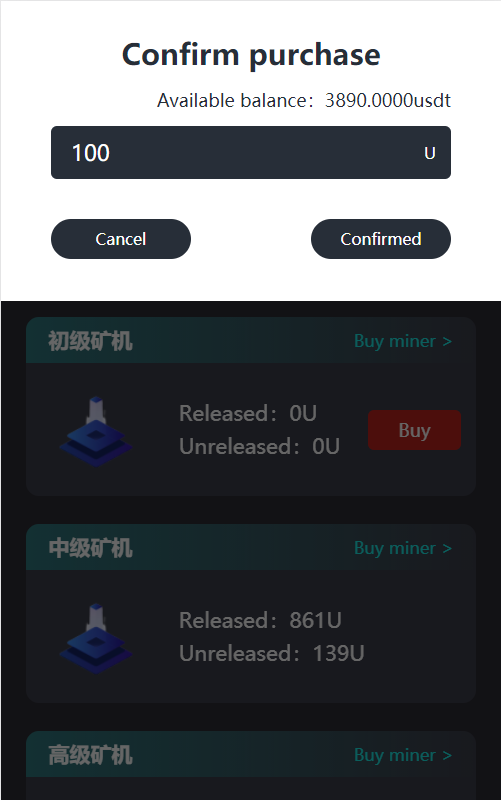 Confirm purchase
Available balance：3890.0000usdt
100 U
Cancel Confirmed
初级矿机 Buy miner >
Released：0U
Buy
Unreleased：0U
中级矿机 Buy miner >
Released：861U
Unreleased：139U
高级矿机 Buy miner >